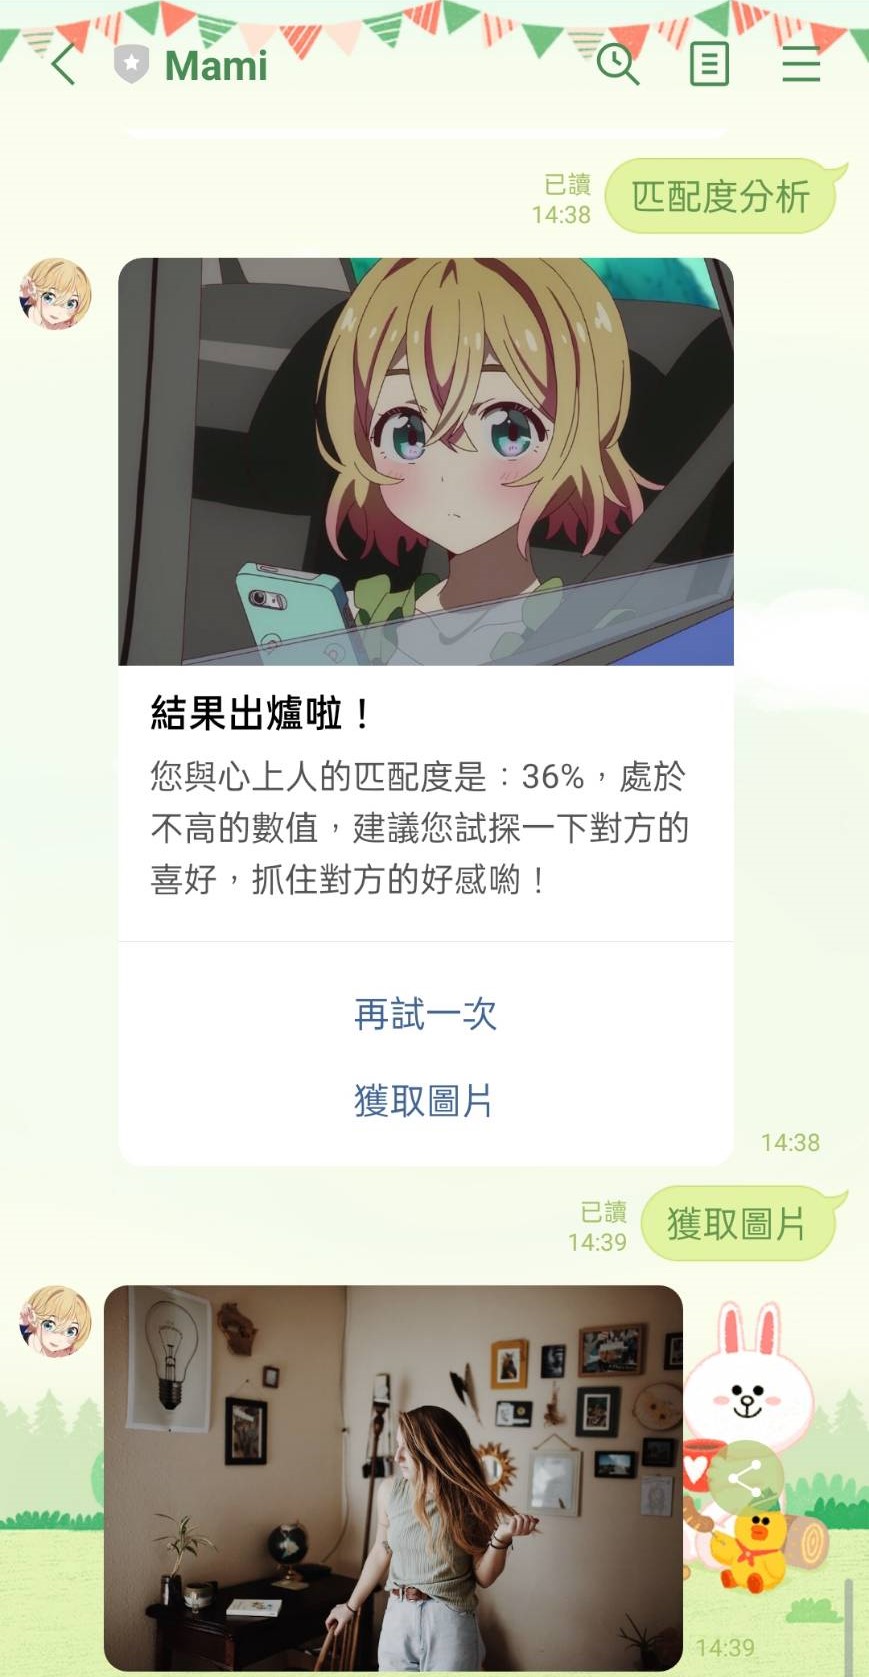 Mami
已讀
14:38
匹配度分析
結果出爐啦！
您與心上人的匹配度是：36%，處於
不高的數值，建議您試探一下對方的
喜好，抓住對方的好感喲！
再試一次
獲取圖片
14:38
已讀
14:39
獲取圖片
14:39